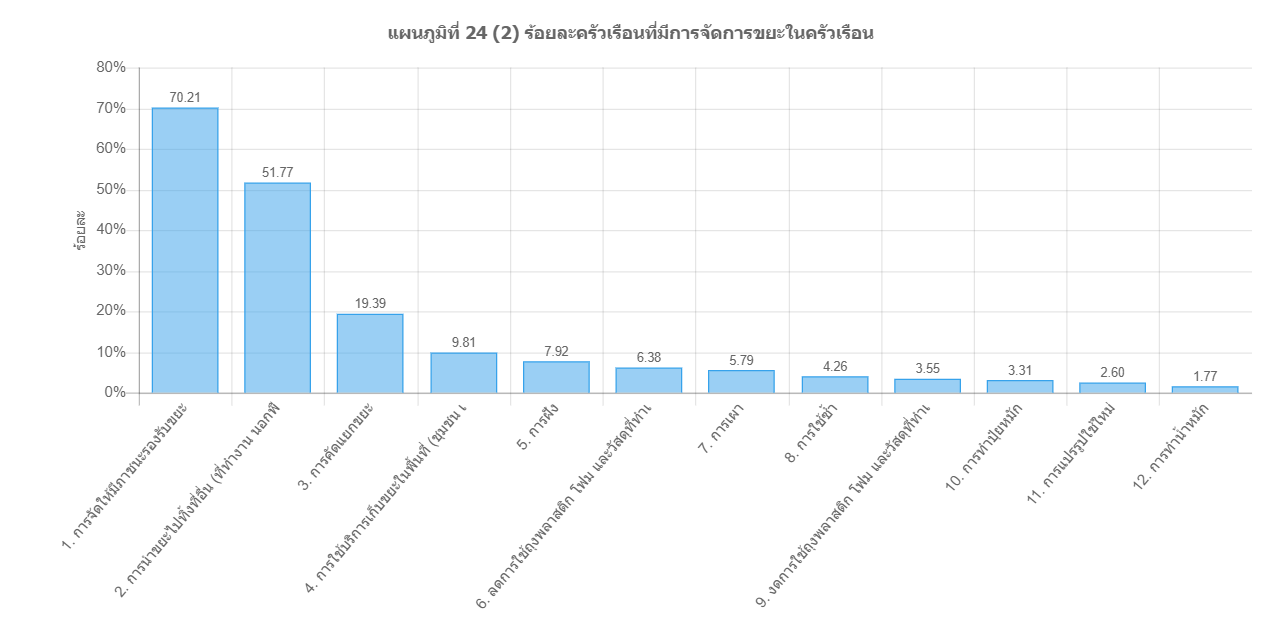 แผนภูมิที่ 24 (2) ร้อยละครัวเรือนที่มีการจัดการขยะในครัวเรือน
ร้อยละ
80%
70%
60%
50%
40%
30%
20%
10%
0%
70.21
51.77
19.39
9.81
7.92
6.38
5.79
4.26
3.55
3.31
2.60
1.77
1. การจัดให้มีภาชนะรองรับขยะ
2. การนำขยะไปทิ้งที่อื่น (ที่ทำงาน นอกพื้
3. การคัดแยกขยะ
4. การใช้บริการเก็บขยะในพื้นที่ (ชุมชน เ
5. การฝัง
6. ลดการใช้ถุงพลาสติก โฟม และวัสดุที่ทำเ
7. การเผา
8. การใช้ซ้ำ
9. งดการใช้ถุงพลาสติก โฟม และวัสดุที่ทำเ
10. การทำปุ๋ยหมัก
11. การแปรรูปใช้ใหม่
12. การทำน้ำหมัก